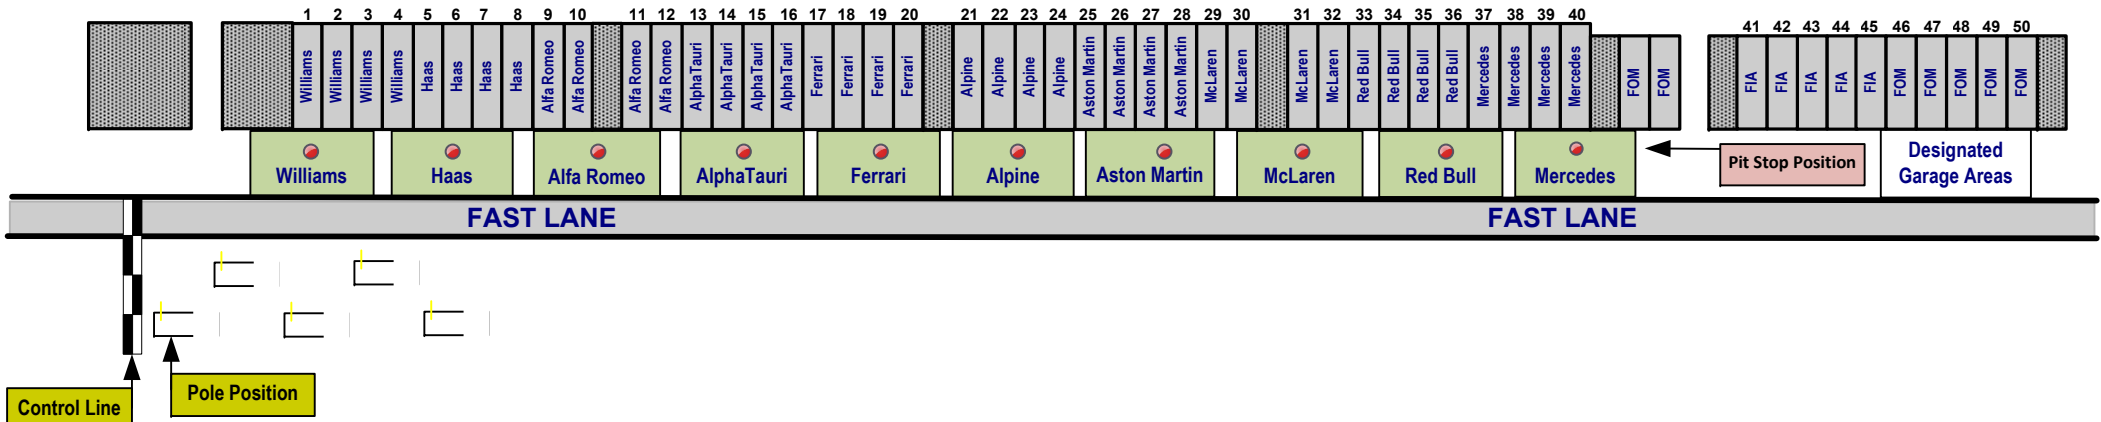 1 2 3 4 5 6 7 8 9 10 11 12 13 14 15 16 17 18 19 20 21 22 23 24 25 26 27 28 29 30 31 32 33 34 35 36 37 38 39 40 41 42 43 44 45 46 47 48 49 50
Williams Williams Williams Williams Haas Haas Haas Haas Alfa Romeo Alfa Romeo Alfa Romeo Alfa Romeo AlphaTauri AlphaTauri AlphaTauri AlphaTauri Ferrari Ferrari Ferrari Ferrari Alpine Alpine Alpine Alpine Aston Martin Aston Martin Aston Martin Aston Martin McLaren McLaren McLaren McLaren Red Bull Red Bull Red Bull Red Bull Mercedes Mercedes Mercedes Mercedes FOM FOM FIA FIA FIA FIA FIA FOM FOM FOM FOM FOM
Williams Haas Alfa Romeo AlphaTauri Ferrari Alpine Aston Martin McLaren Red Bull Mercedes
Pit Stop Position
Designated
Garage Areas
FAST LANE FAST LANE
Pole Position
Control Line